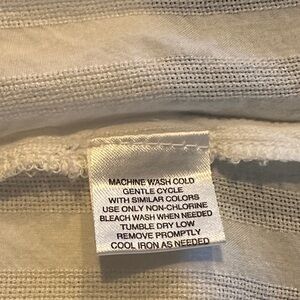 MACHINE WASH COLD
GENTLE CYCLE
WITH SIMILAR COLORS
USE ONLY NON-CHLORINE
BLEACH WASH WHEN NEEDED
TUMBLE DRY LOW
REMOVE PROMPTLY
COOL IRON AS NEEDED